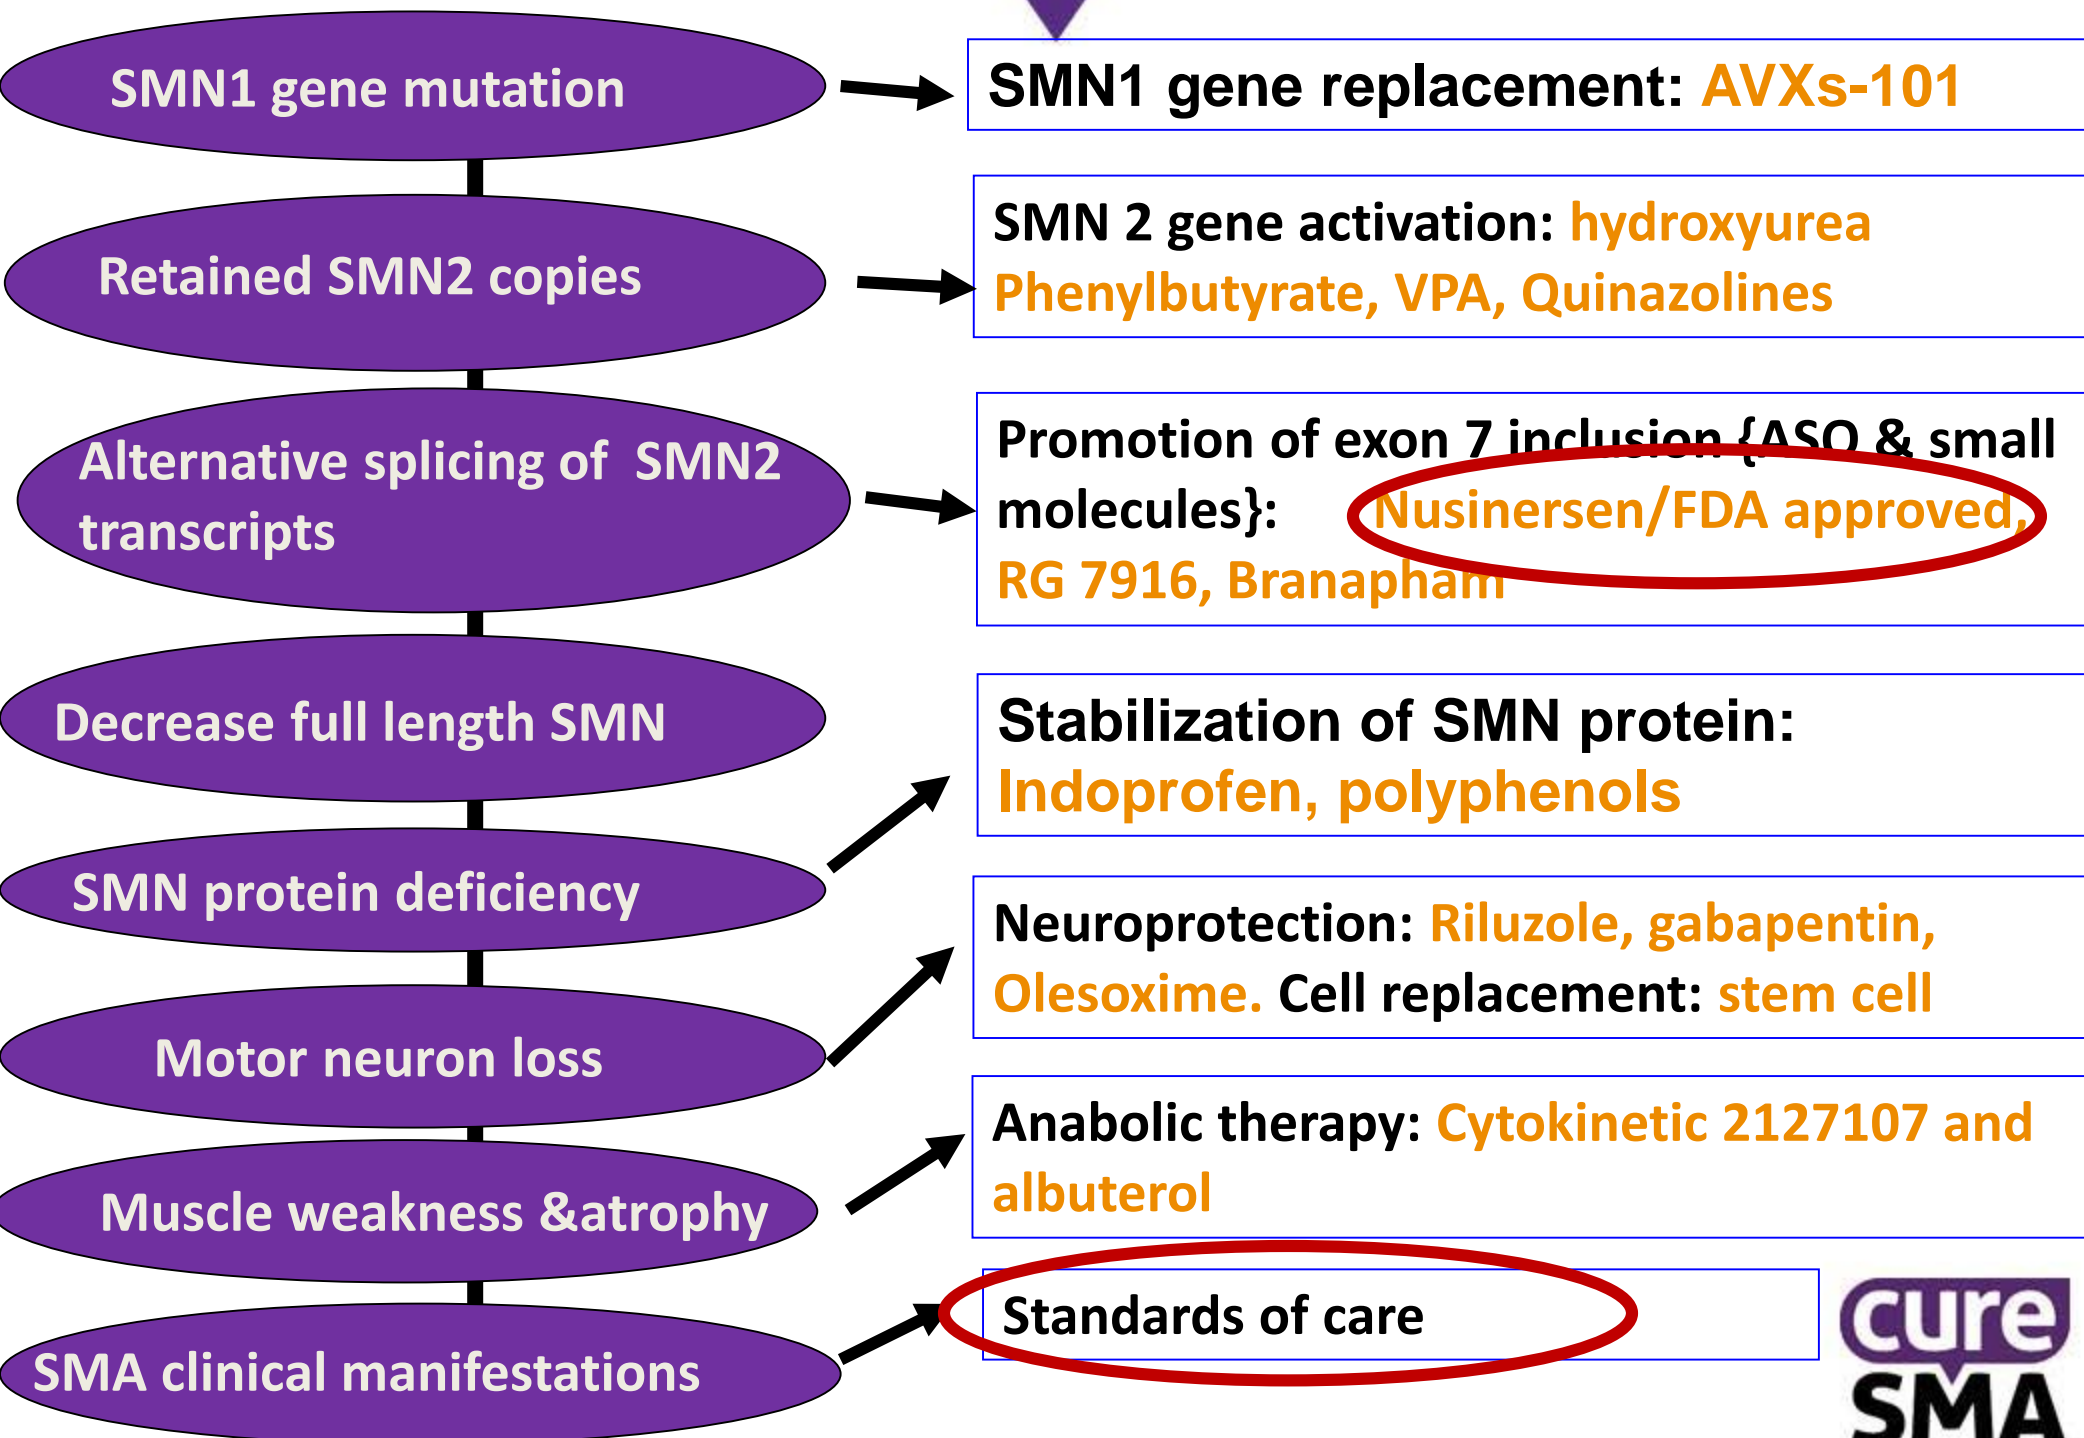 SMN1 gene mutation
SMN1 gene replacement: AVXs-101
Retained SMN2 copies
SMN 2 gene activation: hydroxyurea
Phenylbutyrate, VPA, Quinazolines
Alternative splicing of SMN2
transcripts
Promotion of exon 7 inclusion {ASO & small
molecules}: Nusinersen/FDA approved,
RG 7916, Branapham
Decrease full length SMN
Stabilization of SMN protein:
Indoprofen, polyphenols
SMN protein deficiency
Neuroprotection: Riluzole, gabapentin,
Olesoxime. Cell replacement: stem cell
Motor neuron loss
Anabolic therapy: Cytokinetic 2127107 and
albuterol
Muscle weakness &atrophy
Standards of care
SMA clinical manifestations
cure
SMA